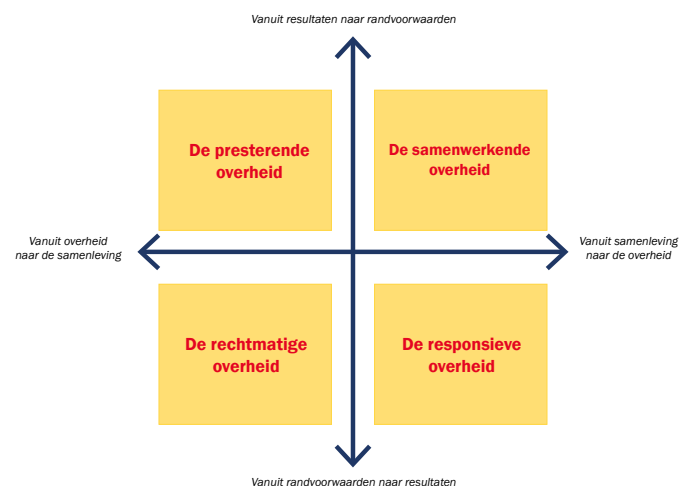 Vanuit resultaten naar randvoorwaarden
De presterende
overheid
De samenwerkende
overheid
Vanuit overheid
naar de samenleving
Vanuit samenleving
naar de overheid
De rechtmatige
overheid
De responsieve
overheid
Vanuit randvoorwaarden naar resultaten